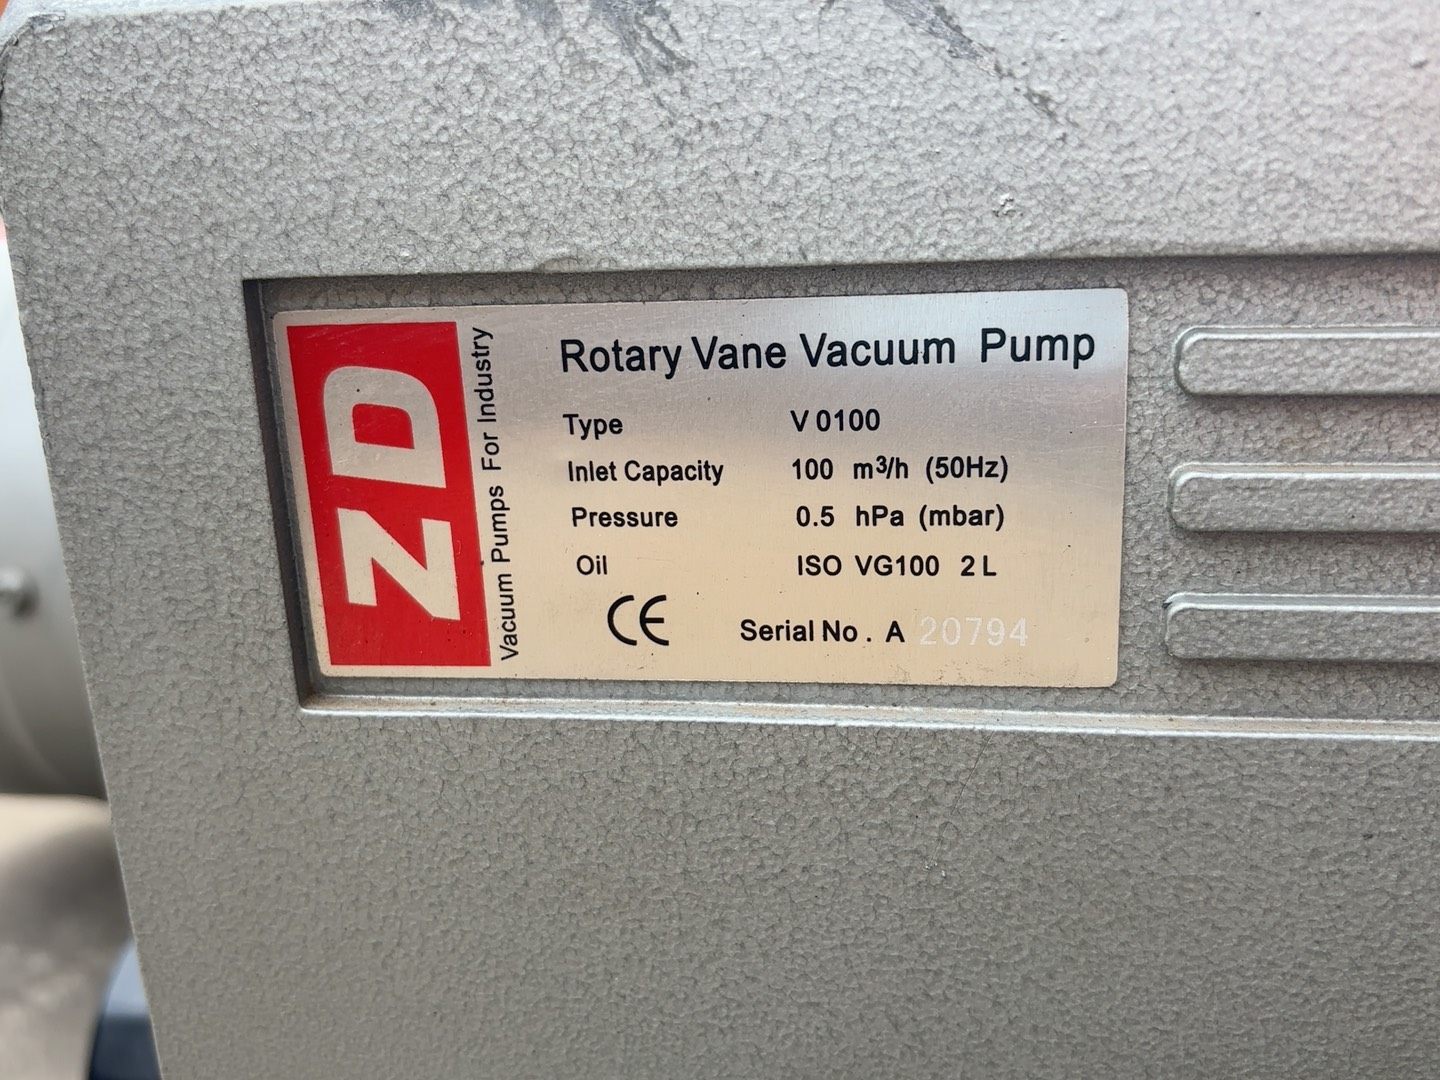 ZD
Vacuum Pumps For Industry
Rotary Vane Vacuum Pump
Type V 0100
Inlet Capacity 100 m³/h (50Hz)
Pressure 0.5 hPa (mbar)
Oil ISO VG100 2 L
CE Serial No. A 20794